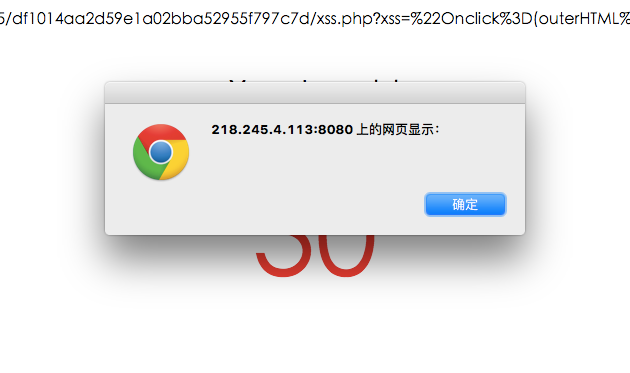 5/df1014aa2d59e1a02bba52955f797c7d/xss.php?xss=%22Onclick%3D(outerHTML%
218.245.4.113:8080 上的网页显示：
确定
30